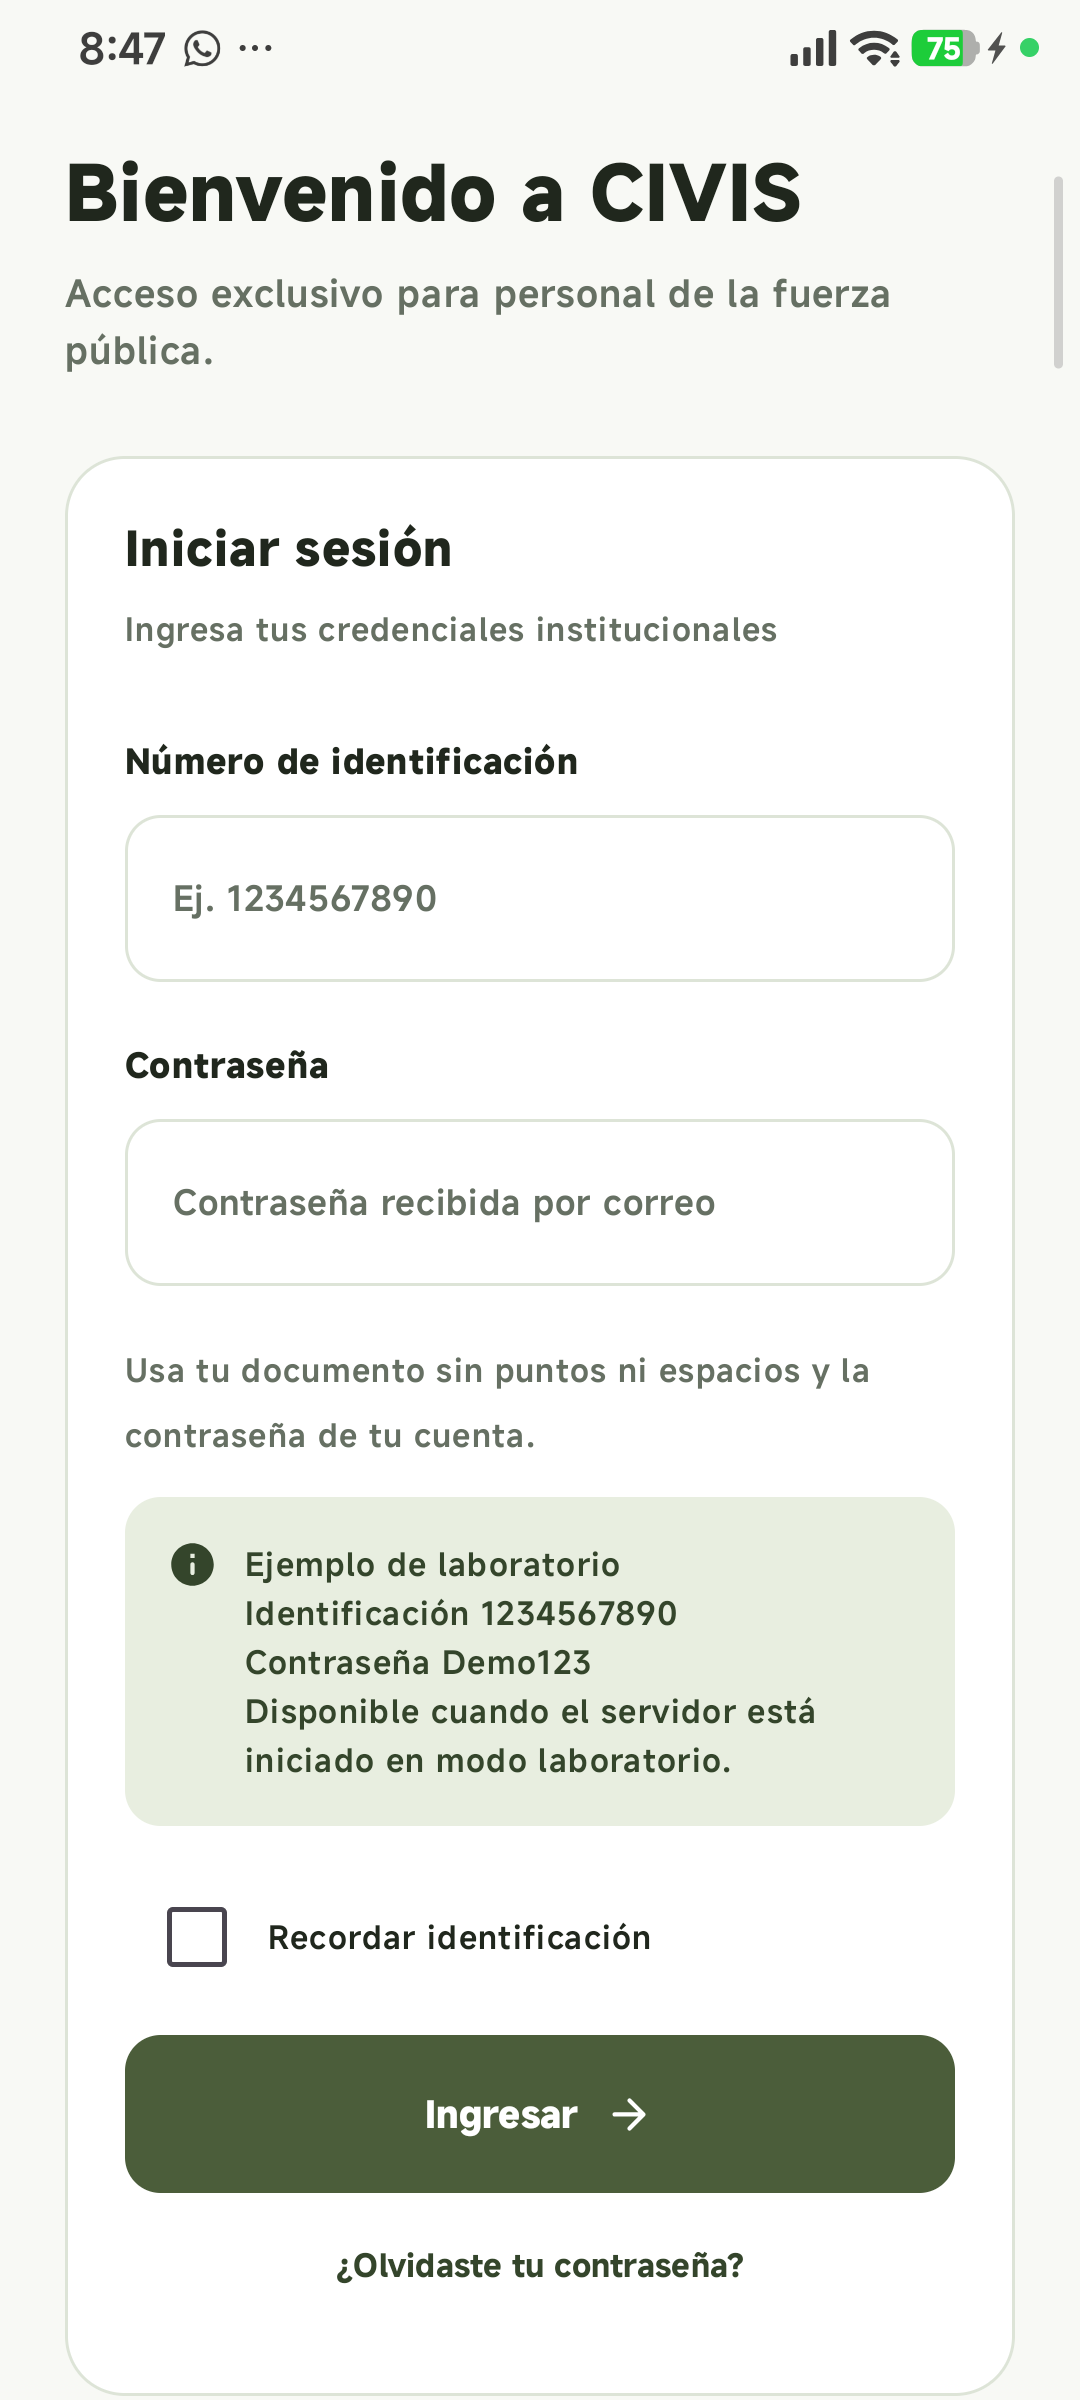 8:47 ...
75
Bienvenido a CIVIS
Acceso exclusivo para personal de la fuerza
pública.
Iniciar sesión
Ingresa tus credenciales institucionales
Número de identificación
Ej. 1234567890
Contraseña
Contraseña recibida por correo
Usa tu documento sin puntos ni espacios y la
contraseña de tu cuenta.
Ejemplo de laboratorio
Identificación 1234567890
Contraseña Demo123
Disponible cuando el servidor está
iniciado en modo laboratorio.
Recordar identificación
Ingresar →
¿Olvidaste tu contraseña?